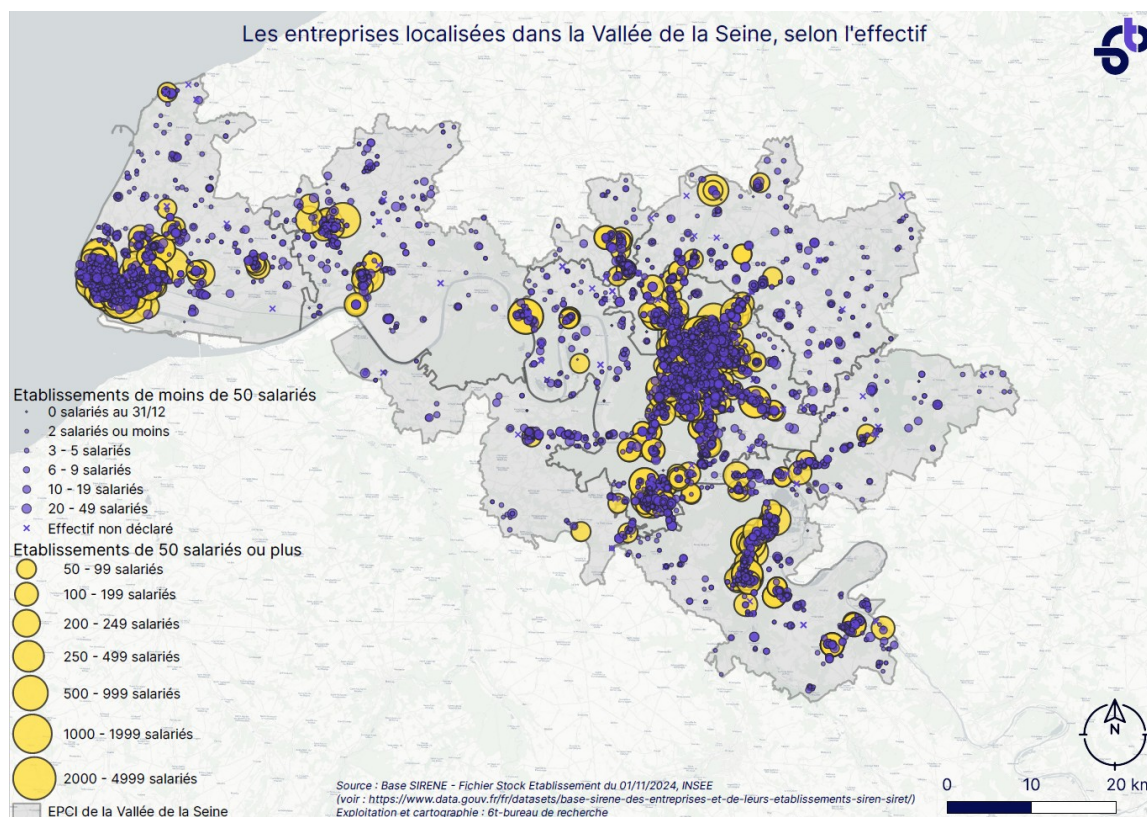 Les entreprises localisées dans la Vallée de la Seine, selon l'effectif
6t
Etablissements de moins de 50 salariés
0 salariés au 31/12
2 salariés ou moins
3 - 5 salariés
6 - 9 salariés
10 - 19 salariés
20 - 49 salariés
Effectif non déclaré
Etablissements de 50 salariés ou plus
50 - 99 salariés
100 - 199 salariés
200 - 249 salariés
250 - 499 salariés
500 - 999 salariés
1000 - 1999 salariés
2000 - 4999 salariés
EPCI de la Vallée de la Seine
Source : Base SIRENE - Fichier Stock Etablissement du 01/11/2024, INSEE
(voir : https://www.data.gouv.fr/fr/datasets/base-sirene-des-entreprises-et-de-leurs-etablissements-siren-siret/)
Exploitation et cartographie : 6t-bureau de recherche
N
0 10 20 km